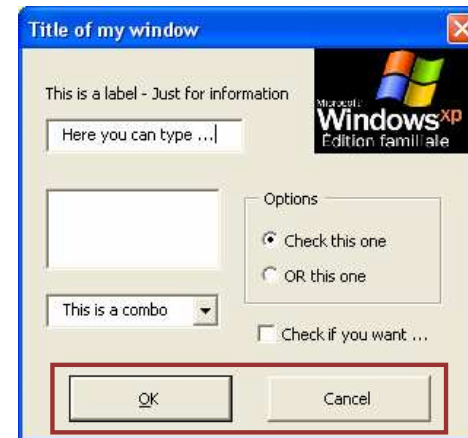 Title of my window
This is a label - Just for information
Here you can type ...
Microsoft
Windows xp
Édition familiale
Options
Check this one
OR this one
This is a combo
Check if you want ...
OK
Cancel